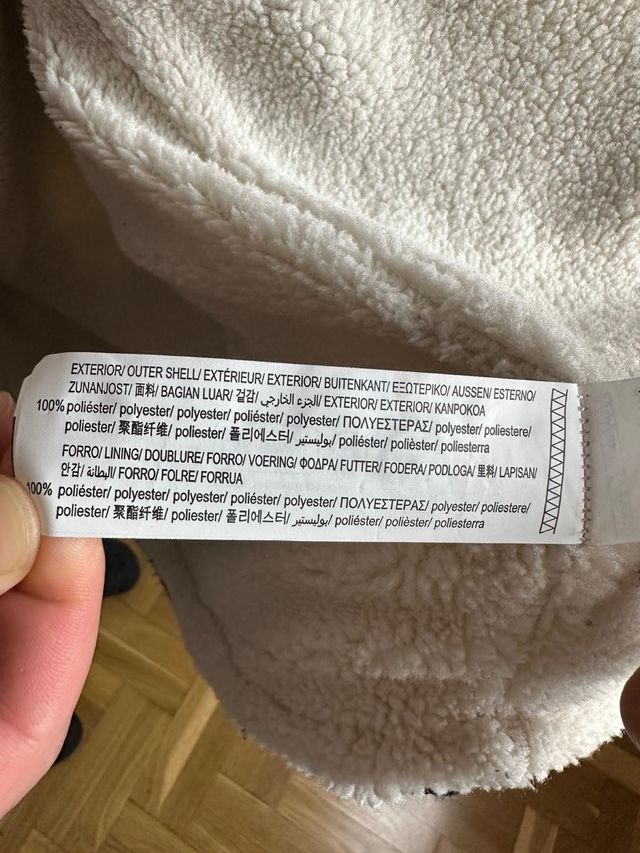 EXTERIOR/ OUTER SHELL/ EXTÉRIEUR/ EXTERIOR/ BUITENKANT/ ΕΞΩΤΕΡΙΚΟ/ AUSSEN/ ESTERNO/
ZUNANJOST/ 面料/ BAGIAN LUAR/ 겉감/ الجزء الخارجي/ EXTERIOR/ EXTERIOR/ KANPOKOA
100% poliéster/ polyester/ polyester/ poliéster/ polyester/ ΠΟΛΥΕΣΤΕΡΑΣ/ polyester/ poliestere/
poliester/ 聚酯纤维/ poliester/ 폴리에스터/ بوليستير/ poliéster/ polièster/ poliesterra
FORRO/ LINING/ DOUBLURE/ FORRO/ VOERING/ ΦΟΔΡΑ/ FUTTER/ FODERA/ PODLOGA/ 里料/ LAPISAN/
안감/ البطانة/ FORRO/ FOLRE/ FORRUA
100% poliéster/ polyester/ polyester/ poliéster/ polyester/ ΠΟΛΥΕΣΤΕΡΑΣ/ polyester/ poliestere/
poliester/ 聚酯纤维/ poliester/ 폴리에스터/ بوليستير/ poliéster/ polièster/ poliesterra